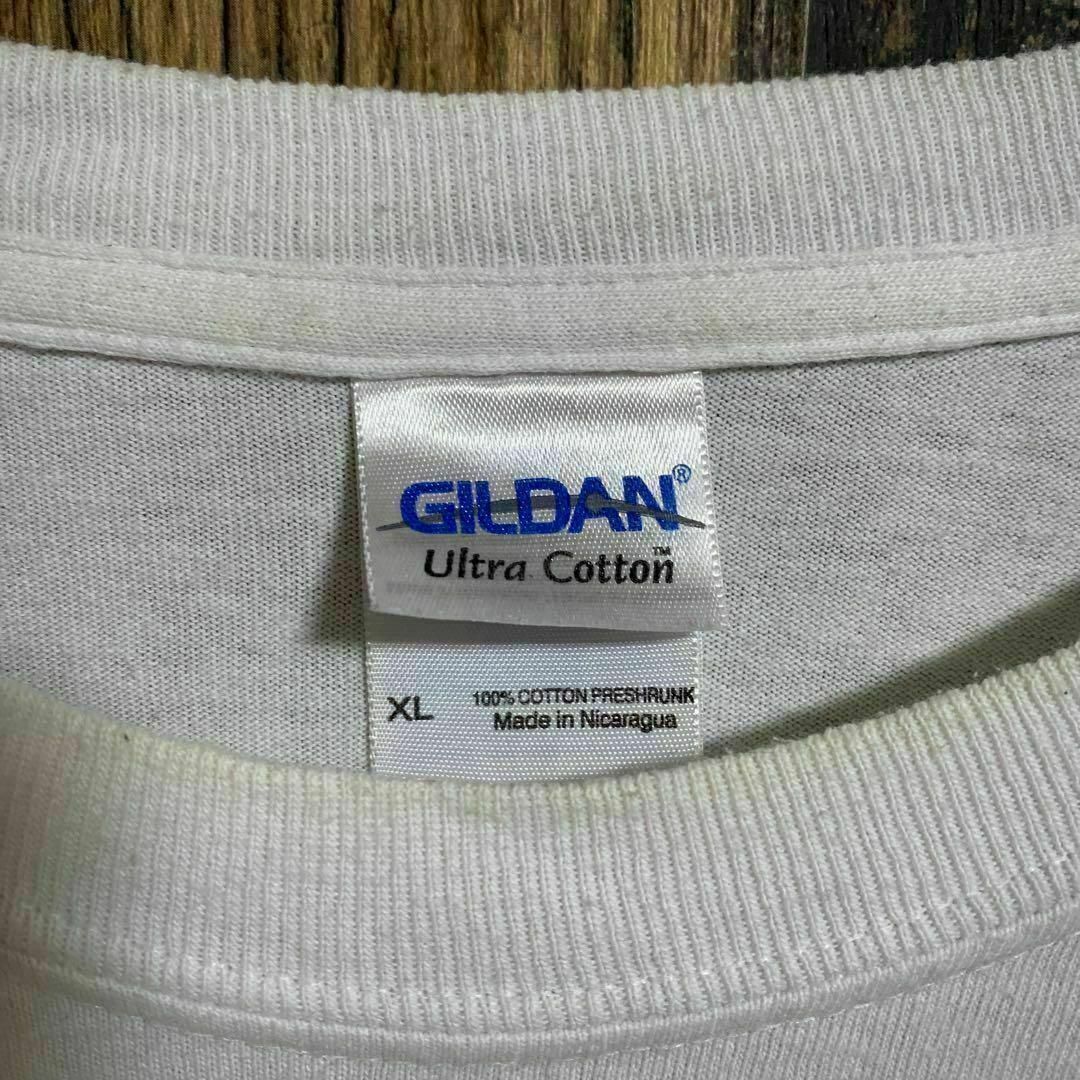 GILDAN®
Ultra Cotton™
XL
100% COTTON PRESHRUNK
Made in Nicaragua